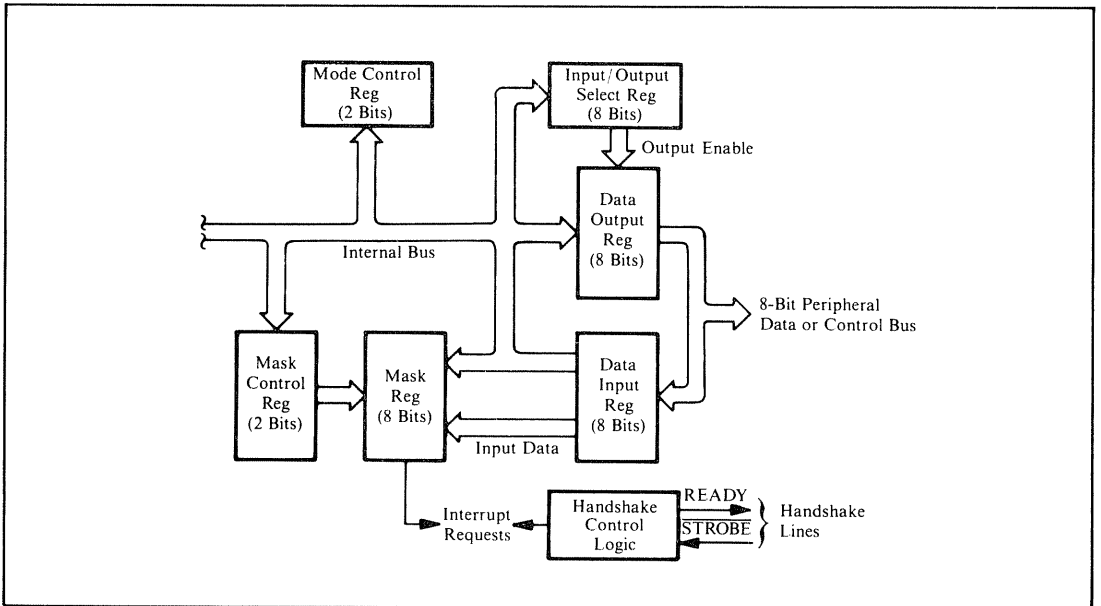 Mode Control
Reg
(2 Bits)
Input/Output
Select Reg
(8 Bits)
Output Enable
Data
Output
Reg
(8 Bits)
Internal Bus
8-Bit Peripheral
Data or Control Bus
Mask
Control
Reg
(2 Bits)
Mask
Reg
(8 Bits)
Data
Input
Reg
(8 Bits)
Input Data
Interrupt
Requests
Handshake
Control
Logic
READY
STROBE
Handshake
Lines